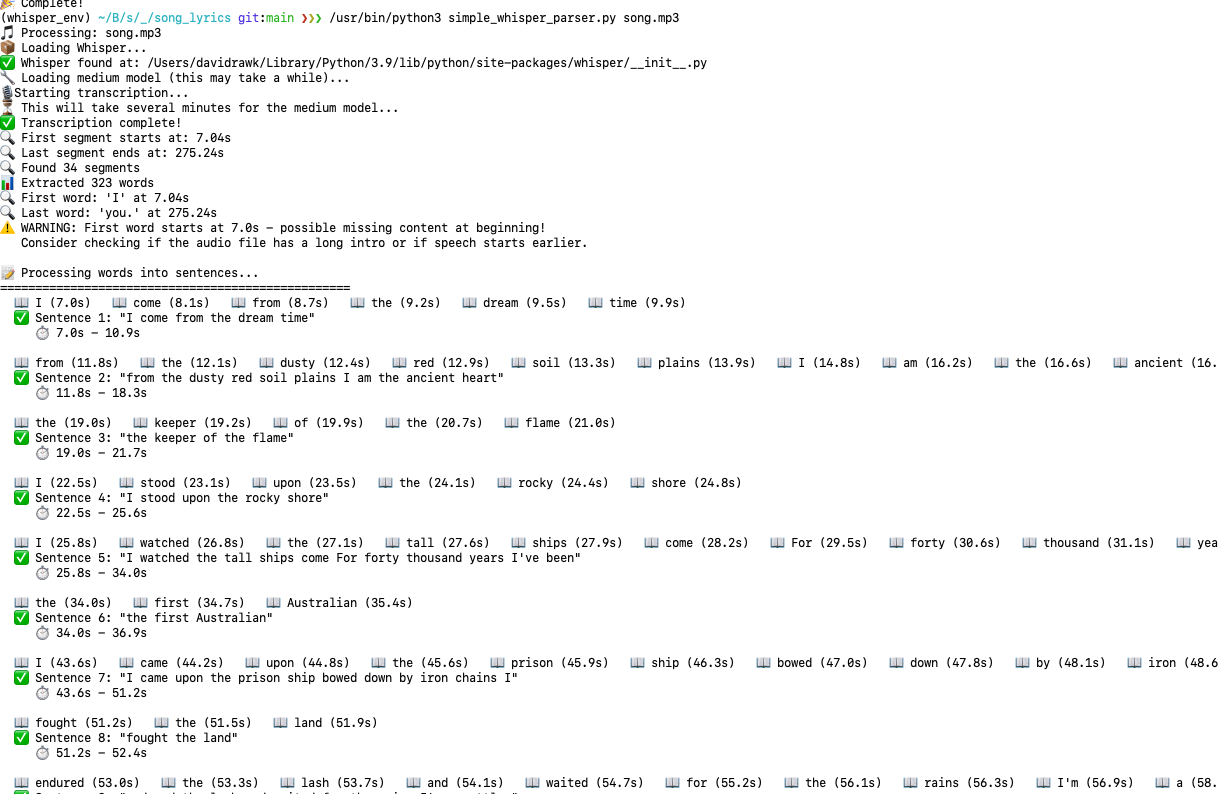 🎉 Complete!
(whisper_env) ~/B/s/_/song_lyrics git:main ❯❯❯ /usr/bin/python3 simple_whisper_parser.py song.mp3
🎵 Processing: song.mp3
📦 Loading Whisper...
✅ Whisper found at: /Users/davidrawk/Library/Python/3.9/lib/python/site-packages/whisper/__init__.py
🔧 Loading medium model (this may take a while)...
🎙️Starting transcription...
⏳ This will take several minutes for the medium model...
✅ Transcription complete!
🔍 First segment starts at: 7.04s
🔍 Last segment ends at: 275.24s
🔍 Found 34 segments
📊 Extracted 323 words
🔍 First word: 'I' at 7.04s
🔍 Last word: 'you.' at 275.24s
⚠️ WARNING: First word starts at 7.0s – possible missing content at beginning!
Consider checking if the audio file has a long intro or if speech starts earlier.
📝 Processing words into sentences...
==================================================
📖 I (7.0s) 📖 come (8.1s) 📖 from (8.7s) 📖 the (9.2s) 📖 dream (9.5s) 📖 time (9.9s)
✅ Sentence 1: "I come from the dream time"
⏱️ 7.0s – 10.9s
📖 from (11.8s) 📖 the (12.1s) 📖 dusty (12.4s) 📖 red (12.9s) 📖 soil (13.3s) 📖 plains (13.9s) 📖 I (14.8s) 📖 am (16.2s) 📖 the (16.6s) 📖 ancient (16.
✅ Sentence 2: "from the dusty red soil plains I am the ancient heart"
⏱️ 11.8s – 18.3s
📖 the (19.0s) 📖 keeper (19.2s) 📖 of (19.9s) 📖 the (20.7s) 📖 flame (21.0s)
✅ Sentence 3: "the keeper of the flame"
⏱️ 19.0s – 21.7s
📖 I (22.5s) 📖 stood (23.1s) 📖 upon (23.5s) 📖 the (24.1s) 📖 rocky (24.4s) 📖 shore (24.8s)
✅ Sentence 4: "I stood upon the rocky shore"
⏱️ 22.5s – 25.6s
📖 I (25.8s) 📖 watched (26.8s) 📖 the (27.1s) 📖 tall (27.6s) 📖 ships (27.9s) 📖 come (28.2s) 📖 For (29.5s) 📖 forty (30.6s) 📖 thousand (31.1s) 📖 yea
✅ Sentence 5: "I watched the tall ships come For forty thousand years I've been"
⏱️ 25.8s – 34.0s
📖 the (34.0s) 📖 first (34.7s) 📖 Australian (35.4s)
✅ Sentence 6: "the first Australian"
⏱️ 34.0s – 36.9s
📖 I (43.6s) 📖 came (44.2s) 📖 upon (44.8s) 📖 the (45.6s) 📖 prison (45.9s) 📖 ship (46.3s) 📖 bowed (47.0s) 📖 down (47.8s) 📖 by (48.1s) 📖 iron (48.6
✅ Sentence 7: "I came upon the prison ship bowed down by iron chains I"
⏱️ 43.6s – 51.2s
📖 fought (51.2s) 📖 the (51.5s) 📖 land (51.9s)
✅ Sentence 8: "fought the land"
⏱️ 51.2s – 52.4s
📖 endured (53.0s) 📖 the (53.3s) 📖 lash (53.7s) 📖 and (54.1s) 📖 waited (54.7s) 📖 for (55.2s) 📖 the (56.1s) 📖 rains (56.3s) 📖 I'm (56.9s) 📖 a (58.